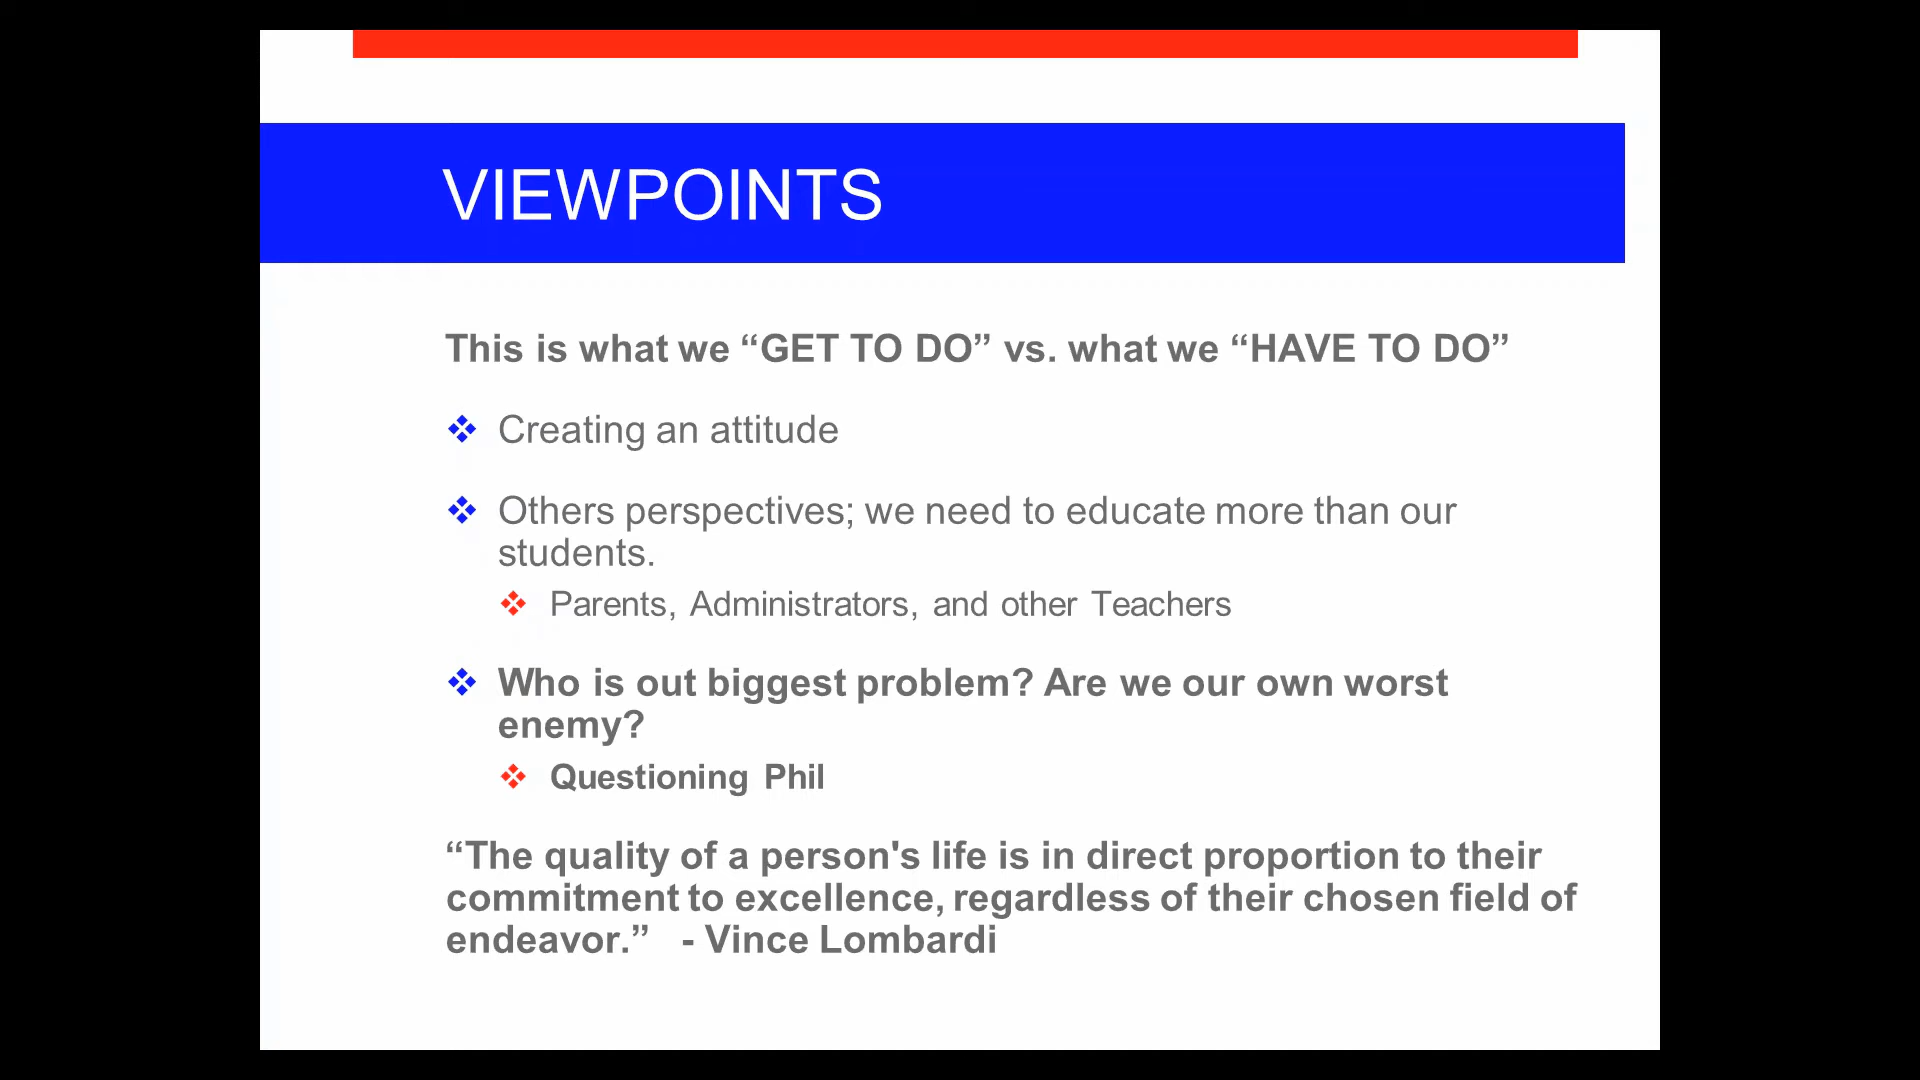 VIEWPOINTS
This is what we “GET TO DO” vs. what we “HAVE TO DO”
Creating an attitude
Others perspectives; we need to educate more than our
students.
Parents, Administrators, and other Teachers
Who is out biggest problem? Are we our own worst
enemy?
Questioning Phil
“The quality of a person's life is in direct proportion to their
commitment to excellence, regardless of their chosen field of
endeavor.” - Vince Lombardi